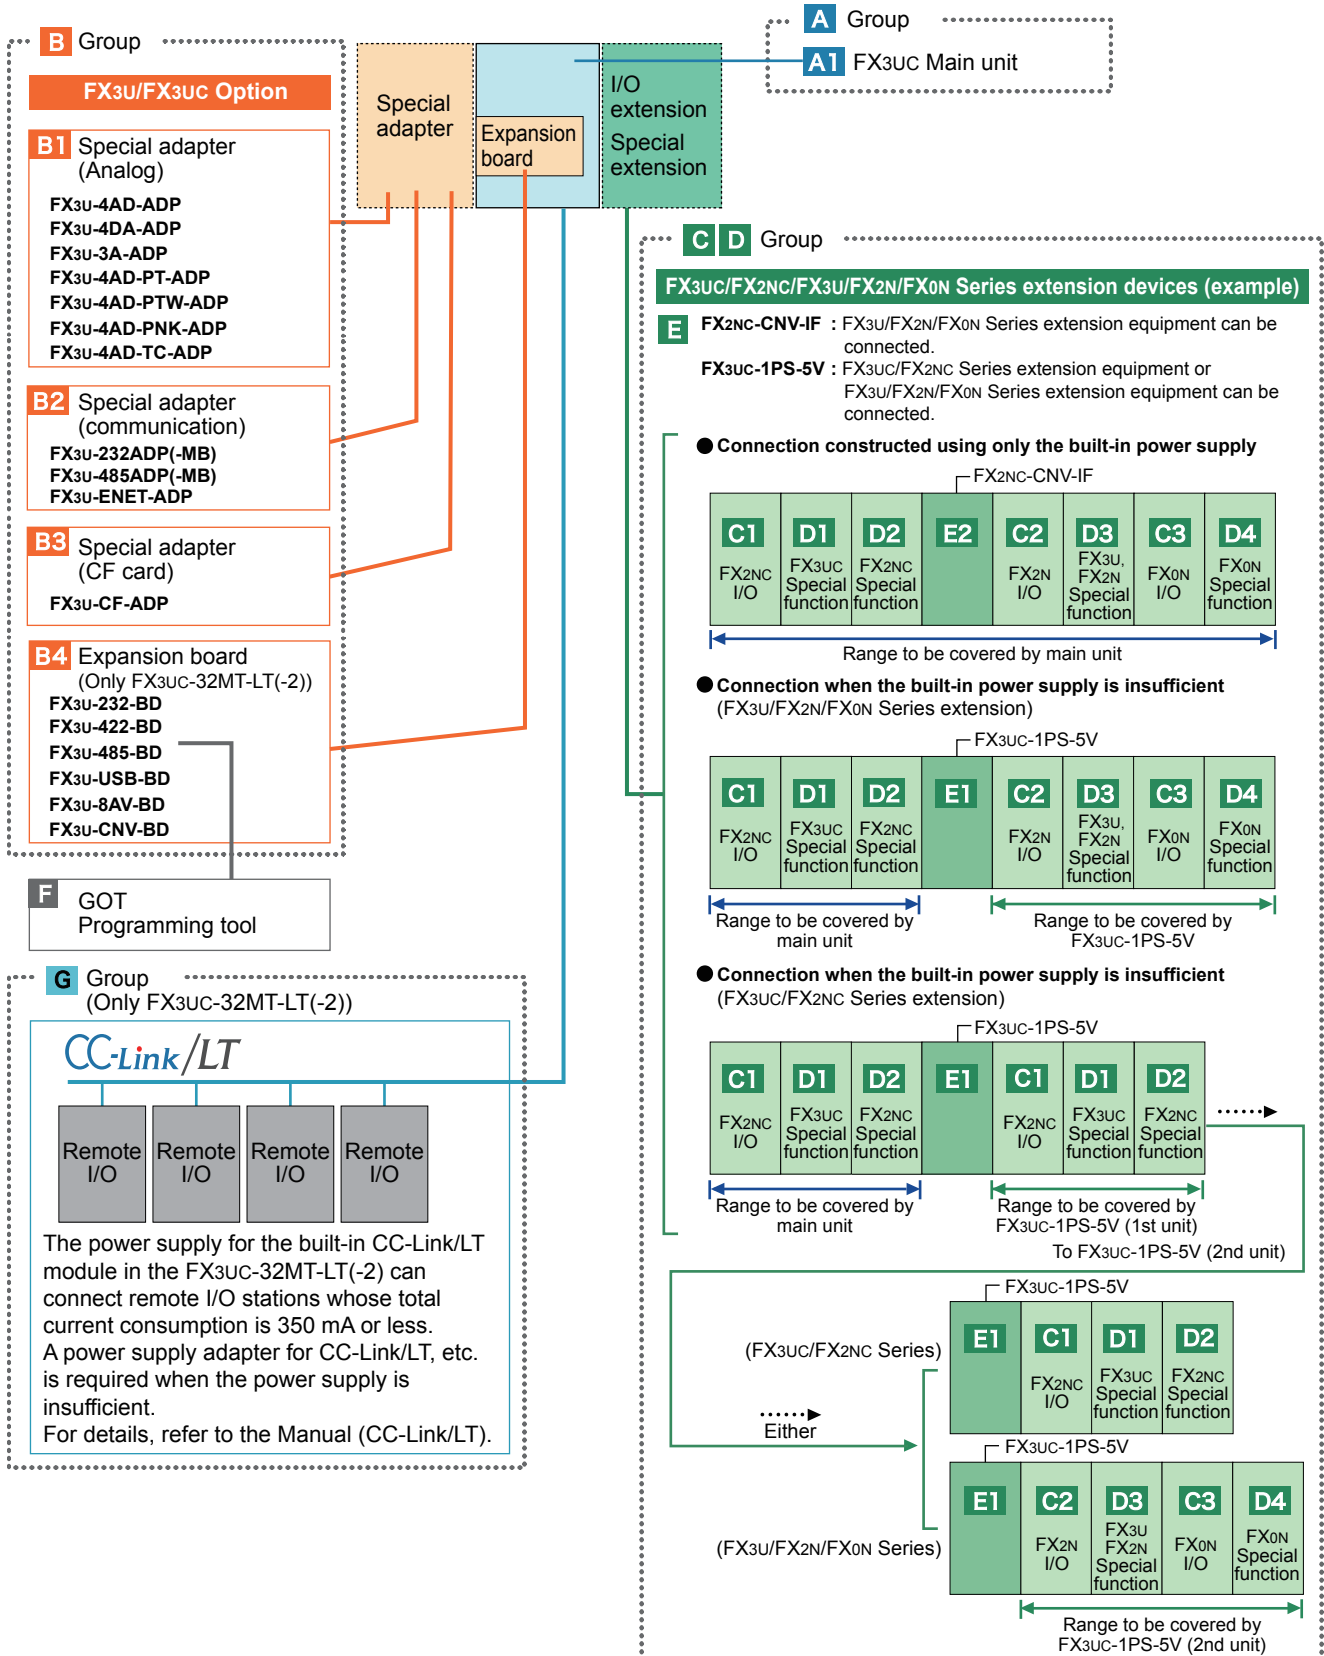 A Group
A1 FX3UC Main unit
B Group
FX3U/FX3UC Option
B1 Special adapter
(Analog)
FX3U-4AD-ADP
FX3U-4DA-ADP
FX3U-3A-ADP
FX3U-4AD-PT-ADP
FX3U-4AD-PTW-ADP
FX3U-4AD-PNK-ADP
FX3U-4AD-TC-ADP
B2 Special adapter
(communication)
FX3U-232ADP(-MB)
FX3U-485ADP(-MB)
FX3U-ENET-ADP
B3 Special adapter
(CF card)
FX3U-CF-ADP
B4 Expansion board
(Only FX3UC-32MT-LT(-2))
FX3U-232-BD
FX3U-422-BD
FX3U-485-BD
FX3U-USB-BD
FX3U-8AV-BD
FX3U-CNV-BD
F GOT
Programming tool
Special
adapter
Expansion
board
I/O
extension
Special
extension
G Group
(Only FX3UC-32MT-LT(-2))
CC-Link/LT
Remote
I/O
Remote
I/O
Remote
I/O
Remote
I/O
The power supply for the built-in CC-Link/LT
module in the FX3UC-32MT-LT(-2) can
connect remote I/O stations whose total
current consumption is 350 mA or less.
A power supply adapter for CC-Link/LT, etc.
is required when the power supply is
insufficient.
For details, refer to the Manual (CC-Link/LT).
C D Group
FX3UC/FX2NC/FX3U/FX2N/FX0N Series extension devices (example)
E FX2NC-CNV-IF : FX3U/FX2N/FX0N Series extension equipment can be
connected.
FX3UC-1PS-5V : FX3UC/FX2NC Series extension equipment or
FX3U/FX2N/FX0N Series extension equipment can be
connected.
● Connection constructed using only the built-in power supply
FX2NC-CNV-IF
C1 D1 D2 E2 C2 D3 C3 D4
FX2NC
I/O
FX3UC
Special
function
FX2NC
Special
function
FX2N
I/O
FX3U,
FX2N
Special
function
FX0N
I/O
FX0N
Special
function
Range to be covered by main unit
● Connection when the built-in power supply is insufficient
(FX3U/FX2N/FX0N Series extension)
FX3UC-1PS-5V
C1 D1 D2 E1 C2 D3 C3 D4
FX2NC
I/O
FX3UC
Special
function
FX2NC
Special
function
FX2N
I/O
FX3U,
FX2N
Special
function
FX0N
I/O
FX0N
Special
function
Range to be covered by
main unit
Range to be covered by
FX3UC-1PS-5V
● Connection when the built-in power supply is insufficient
(FX3UC/FX2NC Series extension)
FX3UC-1PS-5V
C1 D1 D2 E1 C1 D1 D2
FX2NC
I/O
FX3UC
Special
function
FX2NC
Special
function
FX2NC
I/O
FX3UC
Special
function
FX2NC
Special
function
Range to be covered by
main unit
Range to be covered by
FX3UC-1PS-5V (1st unit)
To FX3UC-1PS-5V (2nd unit)
FX3UC-1PS-5V
(FX3UC/FX2NC Series)
E1 C1 D1 D2
FX2NC
I/O
FX3UC
Special
function
FX2NC
Special
function
Either
FX3UC-1PS-5V
E1 C2 D3 C3 D4
(FX3U/FX2N/FX0N Series)
FX2N
I/O
FX3U
FX2N
Special
function
FX0N
I/O
FX0N
Special
function
Range to be covered by
FX3UC-1PS-5V (2nd unit)